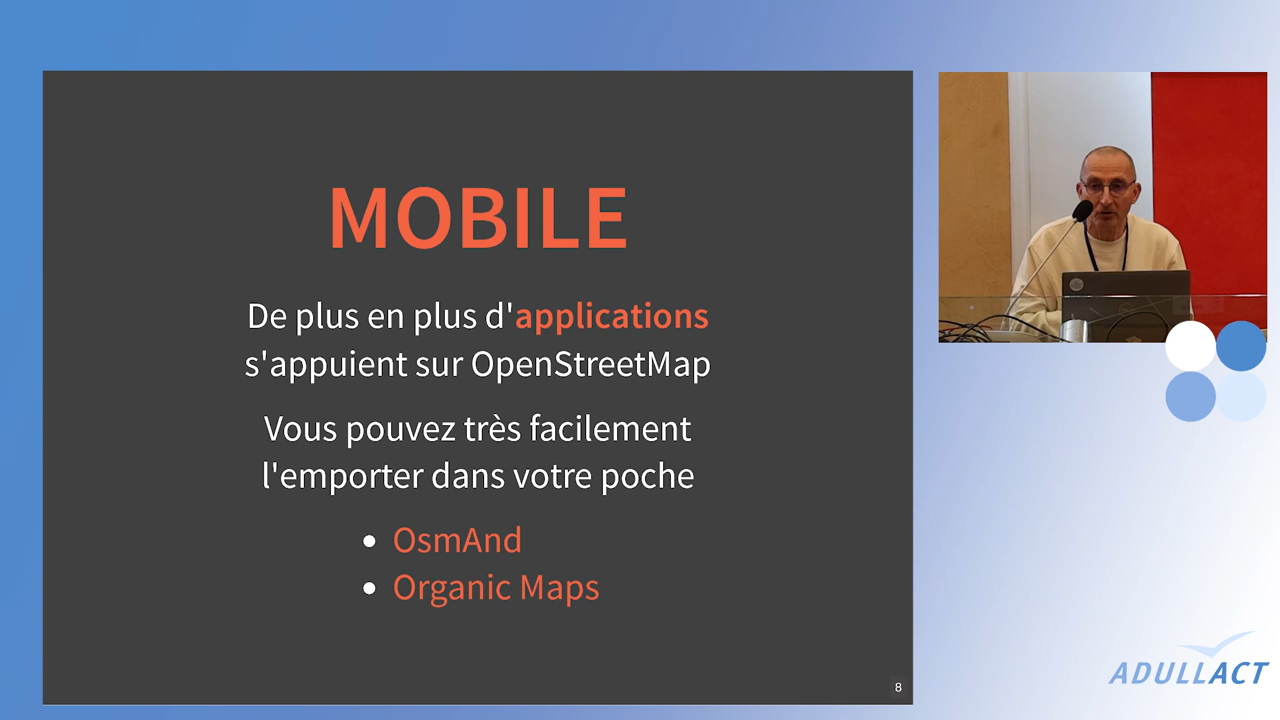 MOBILE
De plus en plus d'applications
s'appuient sur OpenStreetMap
Vous pouvez très facilement
l'emporter dans votre poche
OsmAnd
Organic Maps
8
ADULLACT